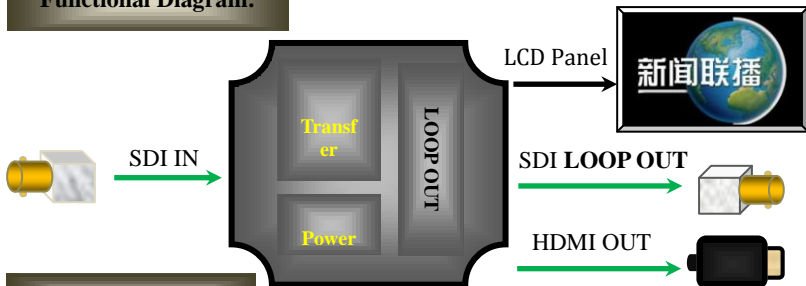 Functional Diagram:
LCD Panel
新闻联播
Transf
er
LOOP OUT
SDI IN
SDI LOOP OUT
Power
HDMI OUT